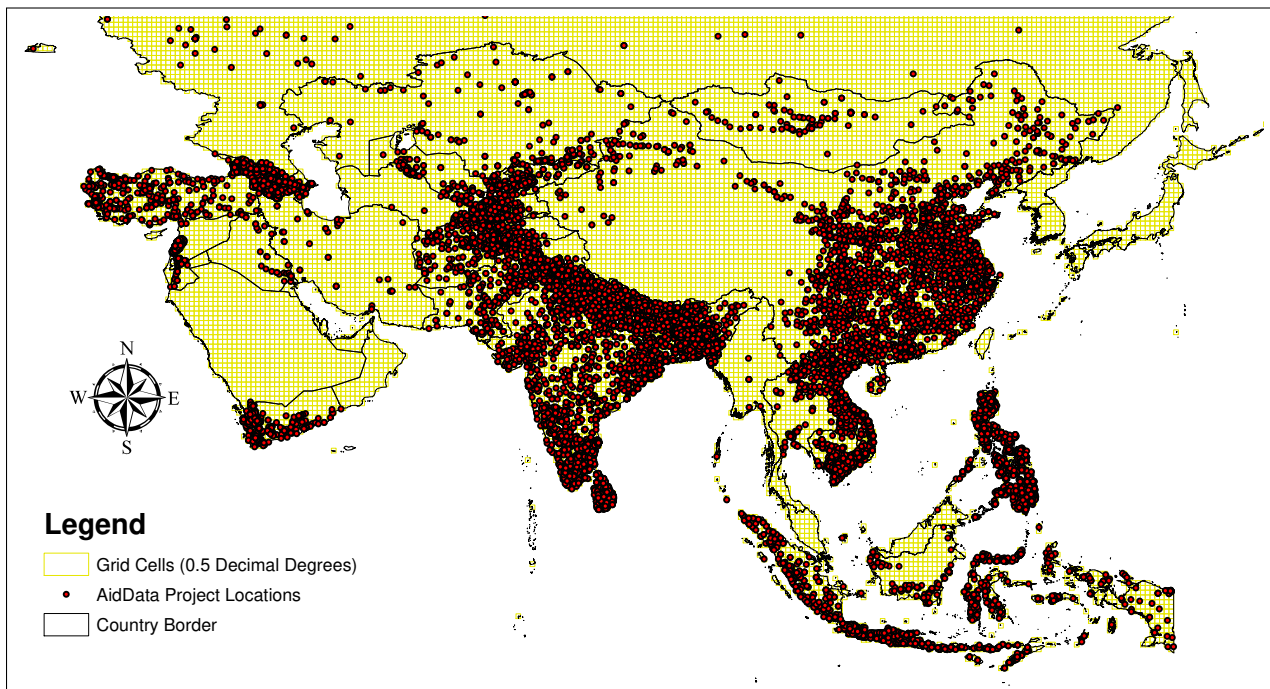 N
W E
S
Legend
Grid Cells (0.5 Decimal Degrees)
AidData Project Locations
Country Border